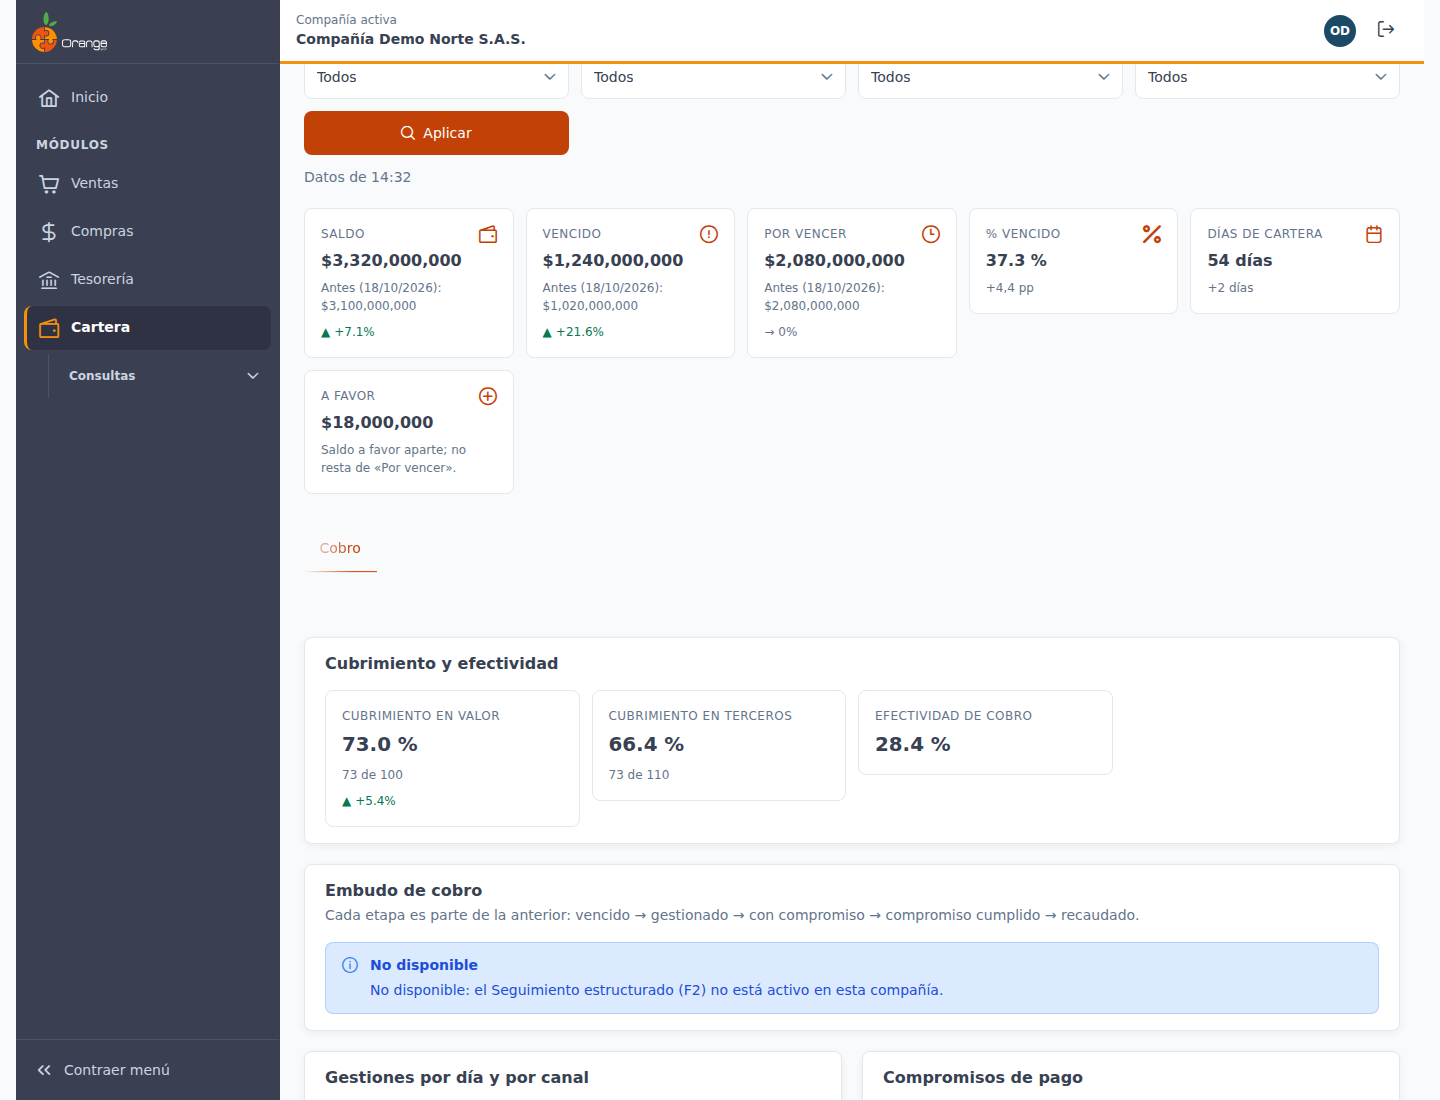 Orange
Compañía activa
Compañía Demo Norte S.A.S.
OD
Inicio
MÓDULOS
Ventas
Compras
Tesorería
Cartera
Consultas
Contraer menú
Todos
Todos
Todos
Todos
Aplicar
Datos de 14:32
SALDO
$3,320,000,000
Antes (18/10/2026):
$3,100,000,000
▲ +7.1%
VENCIDO
$1,240,000,000
Antes (18/10/2026):
$1,020,000,000
▲ +21.6%
POR VENCER
$2,080,000,000
Antes (18/10/2026):
$2,080,000,000
→ 0%
% VENCIDO
37.3 %
+4,4 pp
DÍAS DE CARTERA
54 días
+2 días
A FAVOR
$18,000,000
Saldo a favor aparte; no
resta de «Por vencer».
Cobro
Cubrimiento y efectividad
CUBRIMIENTO EN VALOR
73.0 %
73 de 100
▲ +5.4%
CUBRIMIENTO EN TERCEROS
66.4 %
73 de 110
EFECTIVIDAD DE COBRO
28.4 %
Embudo de cobro
Cada etapa es parte de la anterior: vencido → gestionado → con compromiso → compromiso cumplido → recaudado.
No disponible
No disponible: el Seguimiento estructurado (F2) no está activo en esta compañía.
Gestiones por día y por canal
Compromisos de pago